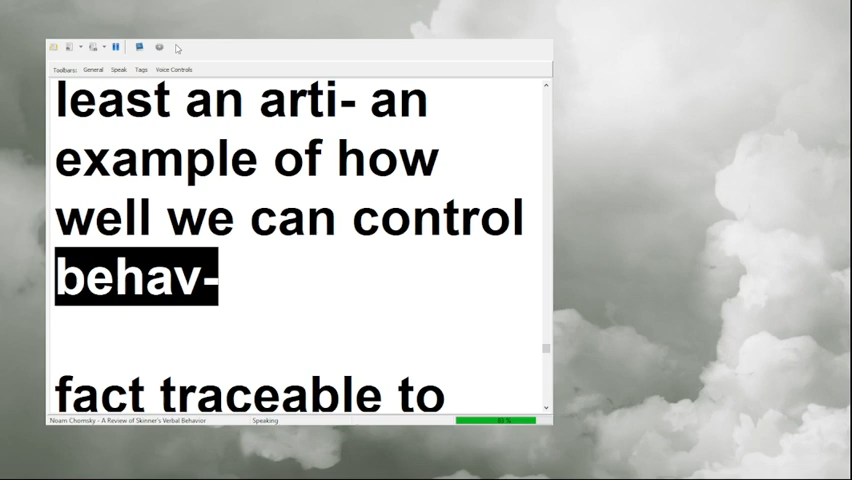 Toolbars: General Speak Tags Voice Controls
least an arti- an
example of how
well we can control
behav-
fact traceable to
Noam Chomsky - A Review of Skinner's Verbal Behavior Speaking